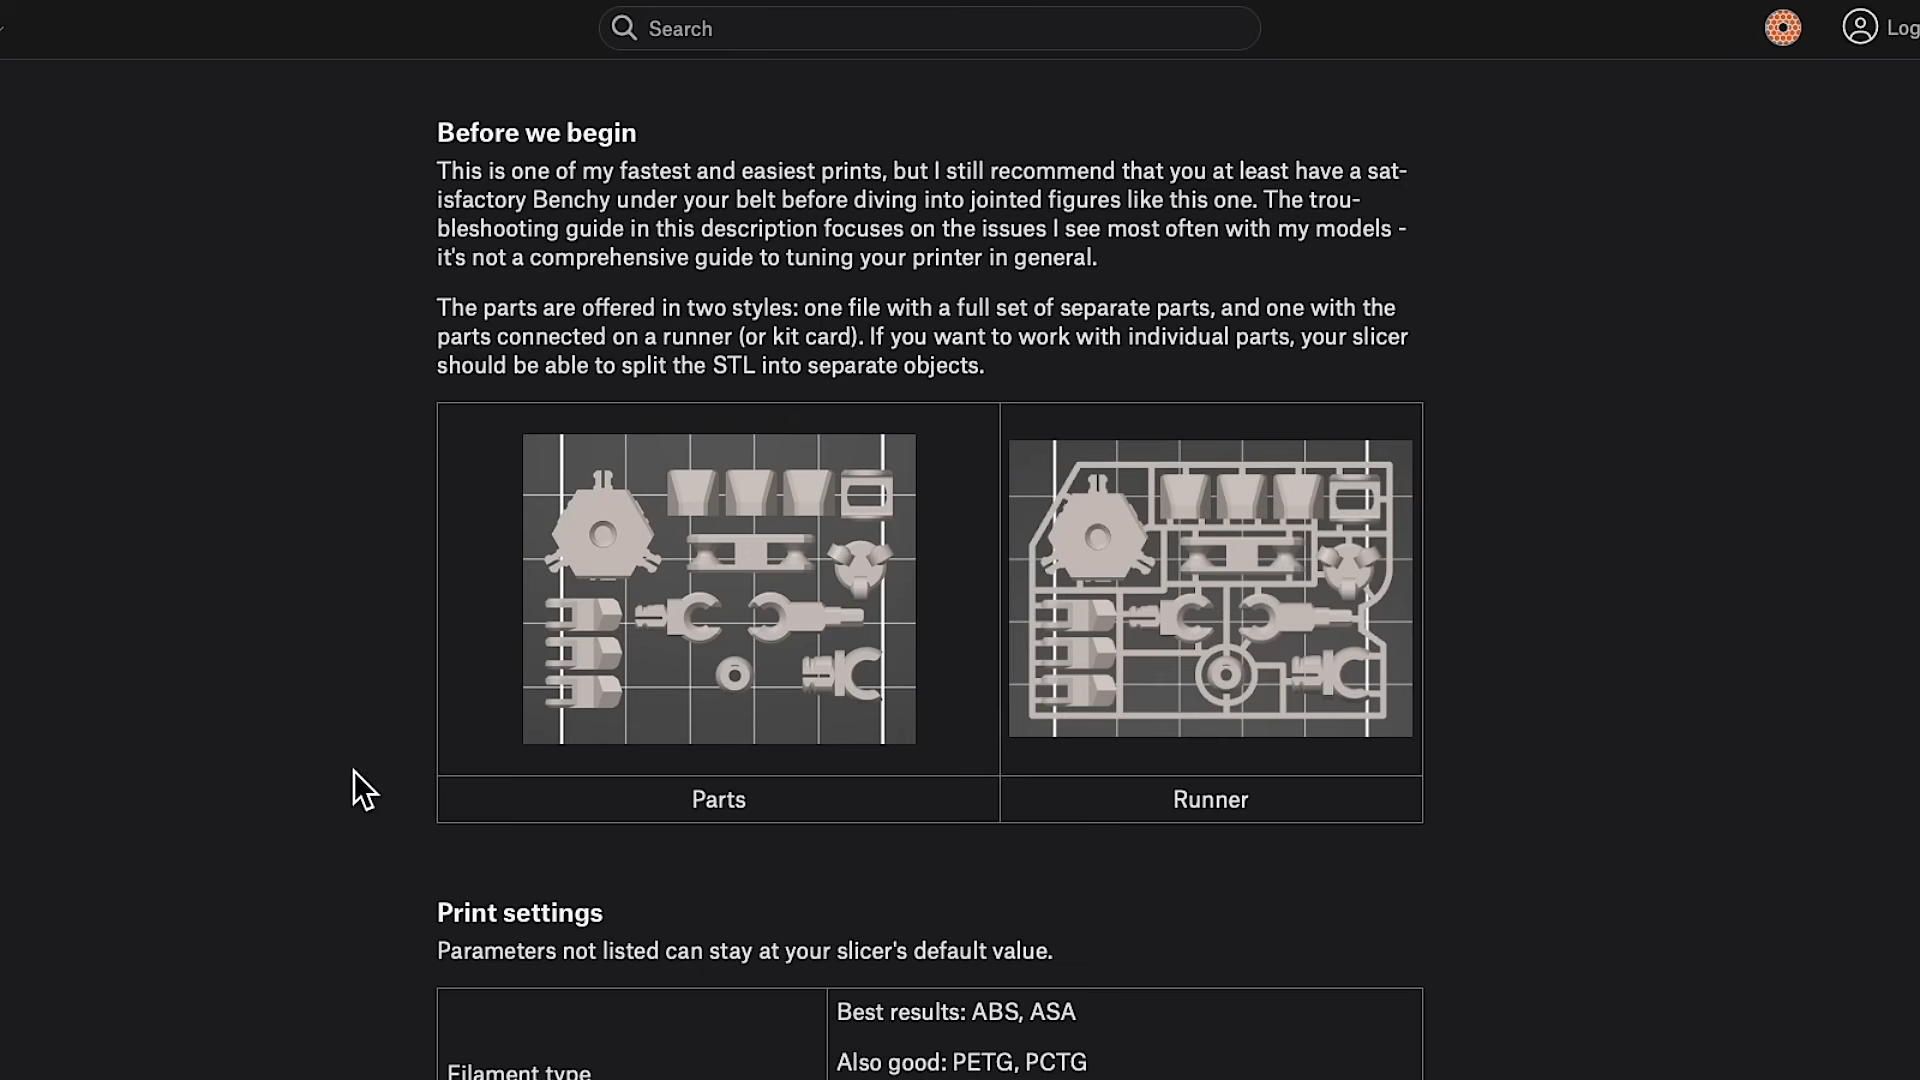 Search
Log
Before we begin
This is one of my fastest and easiest prints, but I still recommend that you at least have a sat-
isfactory Benchy under your belt before diving into jointed figures like this one. The trou-
bleshooting guide in this description focuses on the issues I see most often with my models -
it's not a comprehensive guide to tuning your printer in general.
The parts are offered in two styles: one file with a full set of separate parts, and one with the
parts connected on a runner (or kit card). If you want to work with individual parts, your slicer
should be able to split the STL into separate objects.
Parts
Runner
Print settings
Parameters not listed can stay at your slicer's default value.
Best results: ABS, ASA
Also good: PETG, PCTG
Filament type